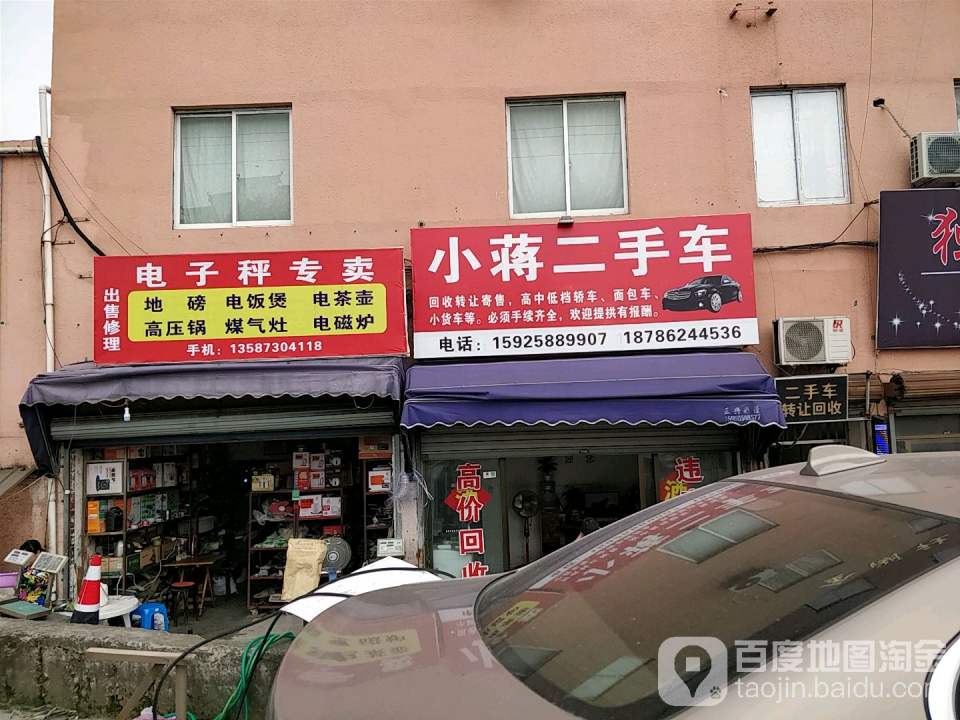 电子秤专卖
出售修理
地 磅 电饭煲 电茶壶
高压锅 煤气灶 电磁炉
手机：13587304118
小蒋二手车
回收转让寄售，高中低档轿车、面包车、
小货车等。必须手续齐全，欢迎提拱有报酬。
电话：15925889907 18786244536
二手车
转让回收
高价回收
违
百度地图淘金
taojin.baidu.com